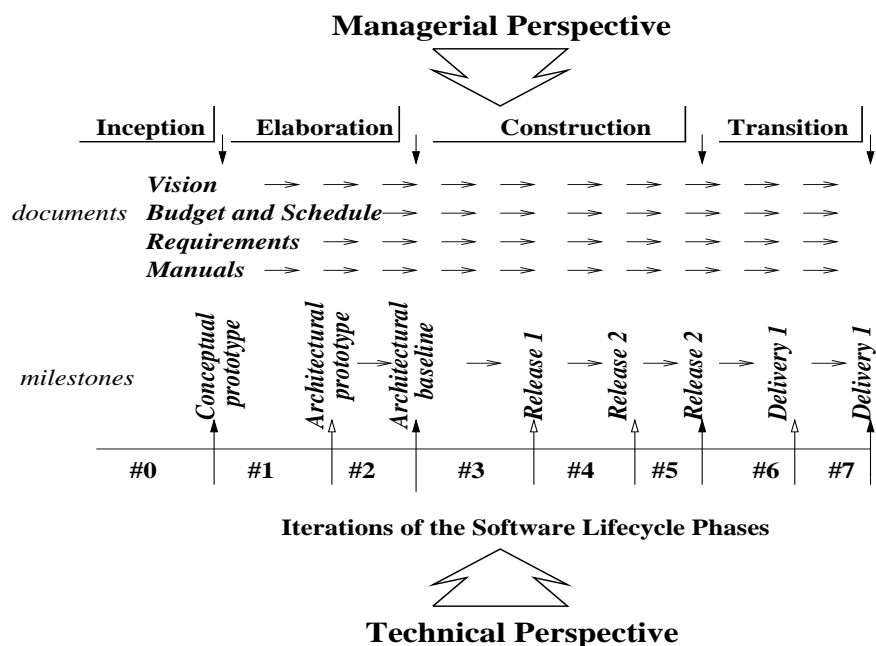 Managerial Perspective
Inception
Elaboration
Construction
Transition
documents
Vision
Budget and Schedule
Requirements
Manuals
milestones
Conceptual
prototype
Architectural
prototype
Architectural
baseline
Release 1
Release 2
Release 2
Delivery 1
Delivery 1
#0
#1
#2
#3
#4
#5
#6
#7
Iterations of the Software Lifecycle Phases
Technical Perspective